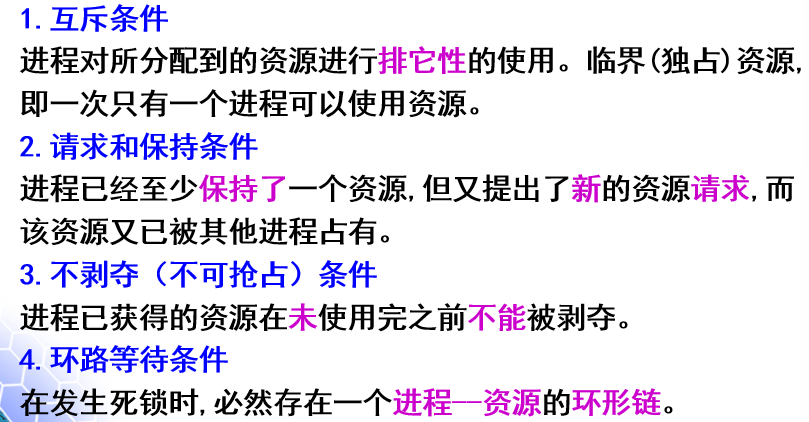 1.互斥条件
进程对所分配到的资源进行排它性的使用。临界(独占)资源,
即一次只有一个进程可以使用资源。
2.请求和保持条件
进程已经至少保持了一个资源,但又提出了新的资源请求,而
该资源又已被其他进程占有。
3.不剥夺（不可抢占）条件
进程已获得的资源在未使用完之前不能被剥夺。
4.环路等待条件
在发生死锁时,必然存在一个进程--资源的环形链。